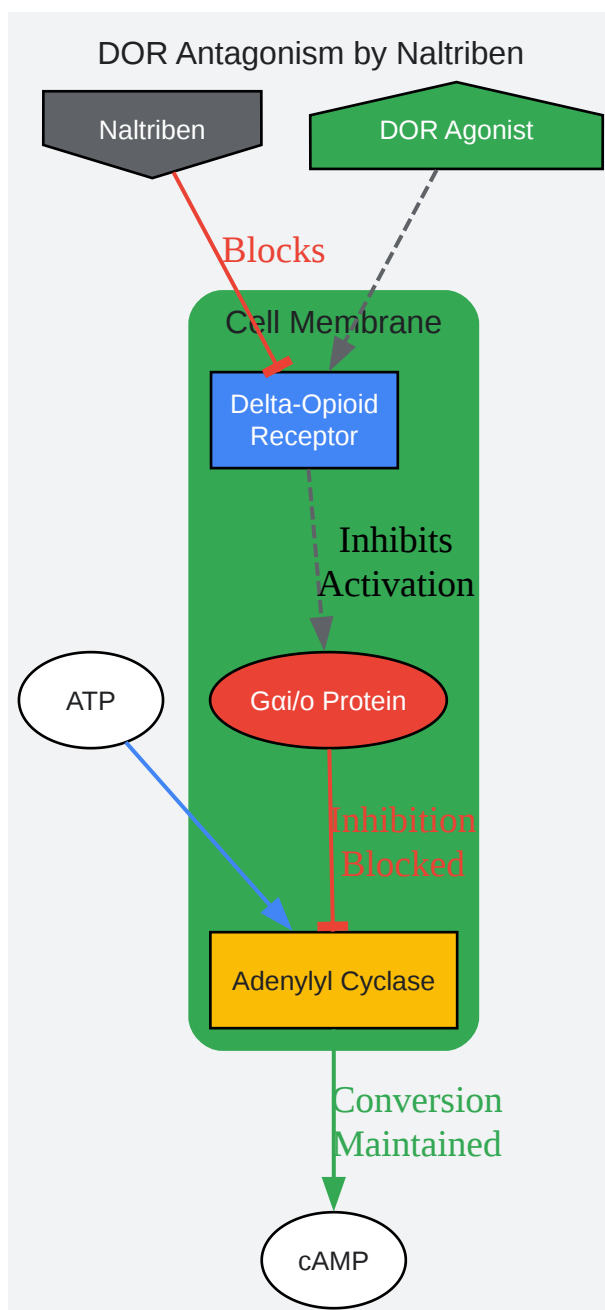 DOR Antagonism by Naltriben
Naltriben
DOR Agonist
Blocks
Cell Membrane
Delta-Opioid
Receptor
Inhibits
Activation
ATP
Gαi/o Protein
Inhibition
Blocked
Adenylyl Cyclase
Conversion
Maintained
cAMP